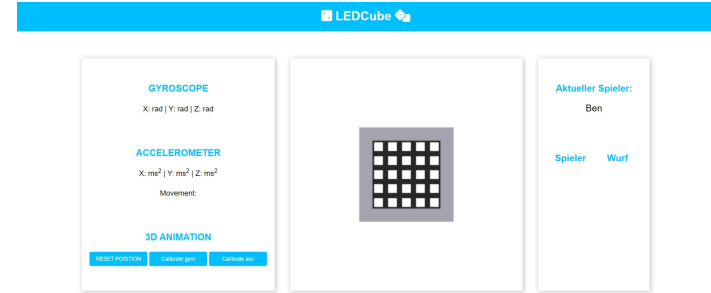 LEDCube
GYROSCOPE
X: rad | Y: rad | Z: rad
ACCELEROMETER
X: ms² | Y: ms² | Z: ms²
Movement:
3D ANIMATION
RESET POSITION Calibrate gyro Calibrate acc
Aktueller Spieler:
Ben
Spieler Wurf